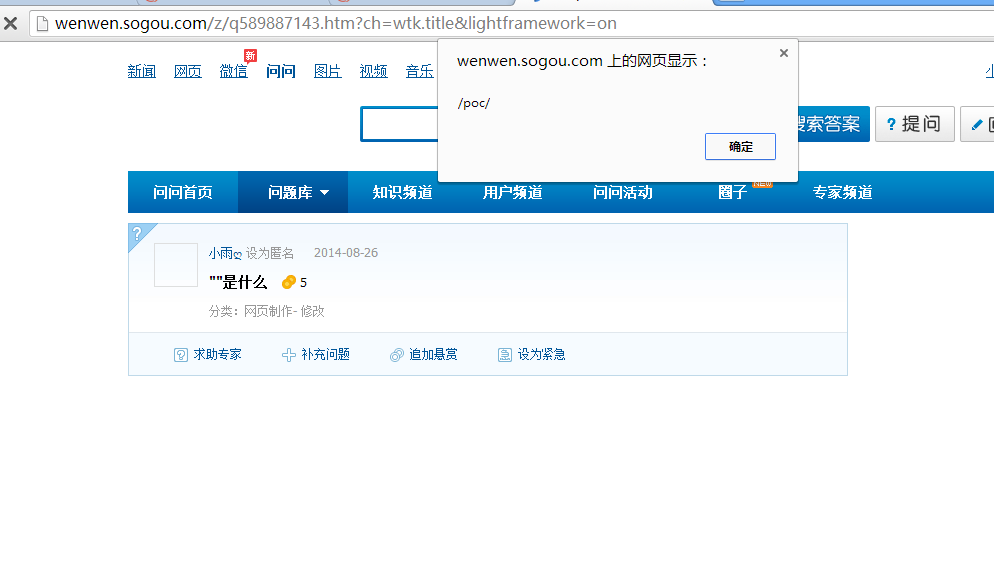 wenwen.sogou.com/z/q589887143.htm?ch=wtk.title&lightframework=on
wenwen.sogou.com 上的网页显示：
/poc/
确定
新
新闻 网页 微信 问问 图片 视频 音乐
搜索答案 ? 提问
问问首页 问题库 知识频道 用户频道 问问活动 圈子 NEW 专家频道
?
小雨ღ 设为匿名 2014-08-26
""是什么 5
分类：网页制作- 修改
求助专家 补充问题 追加悬赏 设为紧急